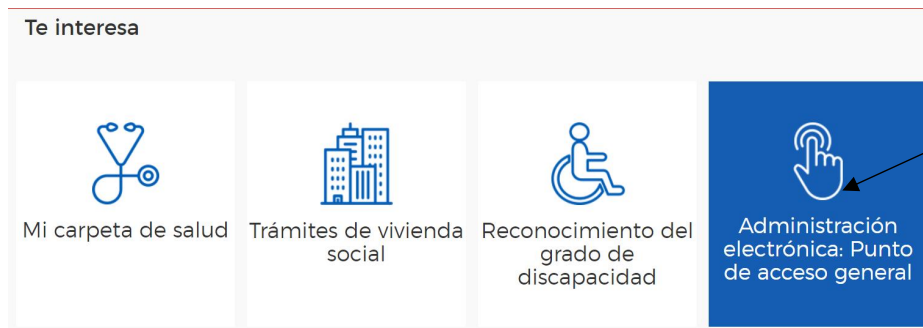 Te interesa
Mi carpeta de salud
Trámites de vivienda
social
Reconocimiento del
grado de
discapacidad
Administración
electrónica: Punto
de acceso general